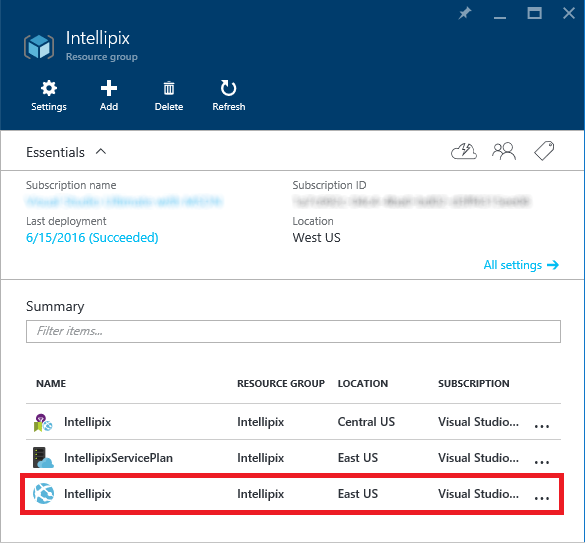 Intellipix
Resource group
Settings Add Delete Refresh
Essentials
Subscription name Subscription ID
Last deployment Location
6/15/2016 (Succeeded) West US
All settings →
Summary
Filter items...
NAME RESOURCE GROUP LOCATION SUBSCRIPTION
Intellipix Intellipix Central US Visual Studio... ...
IntellipixServicePlan Intellipix East US Visual Studio... ...
Intellipix Intellipix East US Visual Studio... ...